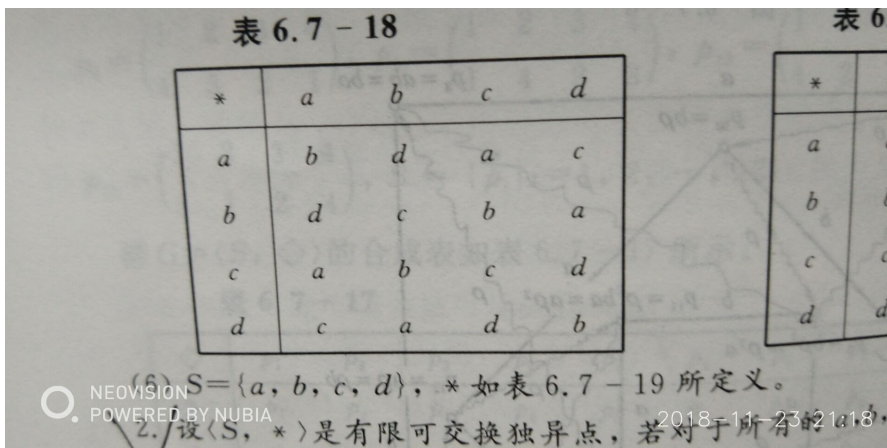 表 6.7-18
表 6
* a b c d
a b d a c
b d c b a
c a b c d
d c a d b
*
a
b
c
d
(6) S={a, b, c, d}, * 如表 6.7-19 所定义。
2. 设〈S, *〉是有限可交换独异点，若对于所有的 a,b,
NEOVISION
POWERED BY NUBIA
2018-11-23 21:18